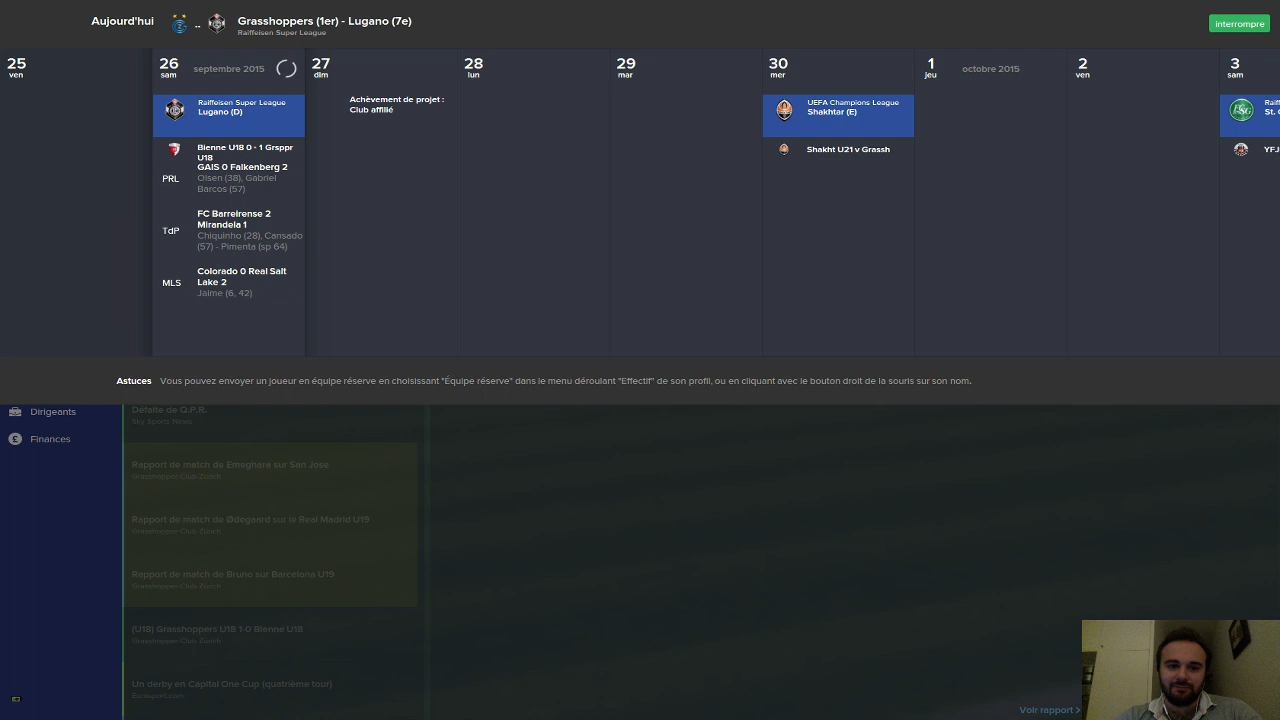 Aujourd'hui
..
Grasshoppers (1er) - Lugano (7e)
Raiffeisen Super League
interrompre
25
ven
26
sam
septembre 2015
27
dim
28
lun
29
mar
30
mer
1
jeu
octobre 2015
2
ven
3
sam
Raiffeisen Super League
Lugano (D)
Achèvement de projet :
Club affilié
UEFA Champions League
Shakhtar (E)
Raiff
St. G
Bienne U18 0 - 1 Grsppr
U18
Shakht U21 v Grassh
YFJ
PRL
GAIS 0 Falkenberg 2
Olsen (38), Gabriel
Barcos (57)
TdP
FC Barreirense 2
Mirandela 1
Chiquinho (28), Cansado
(57) - Pimenta (sp 64)
MLS
Colorado 0 Real Salt
Lake 2
Jaime (6, 42)
Astuces
Vous pouvez envoyer un joueur en équipe réserve en choisissant "Équipe réserve" dans le menu déroulant "Effectif" de son profil, ou en cliquant avec le bouton droit de la souris sur son nom.
Dirigeants
Finances
Défaite de Q.P.R.
Sky Sports News
Rapport de match de Emeghara sur San Jose
Grasshopper Club Zürich
Rapport de match de Ødegaard sur le Real Madrid U19
Grasshopper Club Zürich
Rapport de match de Bruno sur Barcelona U19
Grasshopper Club Zürich
(U18) Grasshoppers U18 1-0 Bienne U18
Grasshopper Club Zürich
Un derby en Capital One Cup (quatrième tour)
Eurosport.com
Voir rapport >